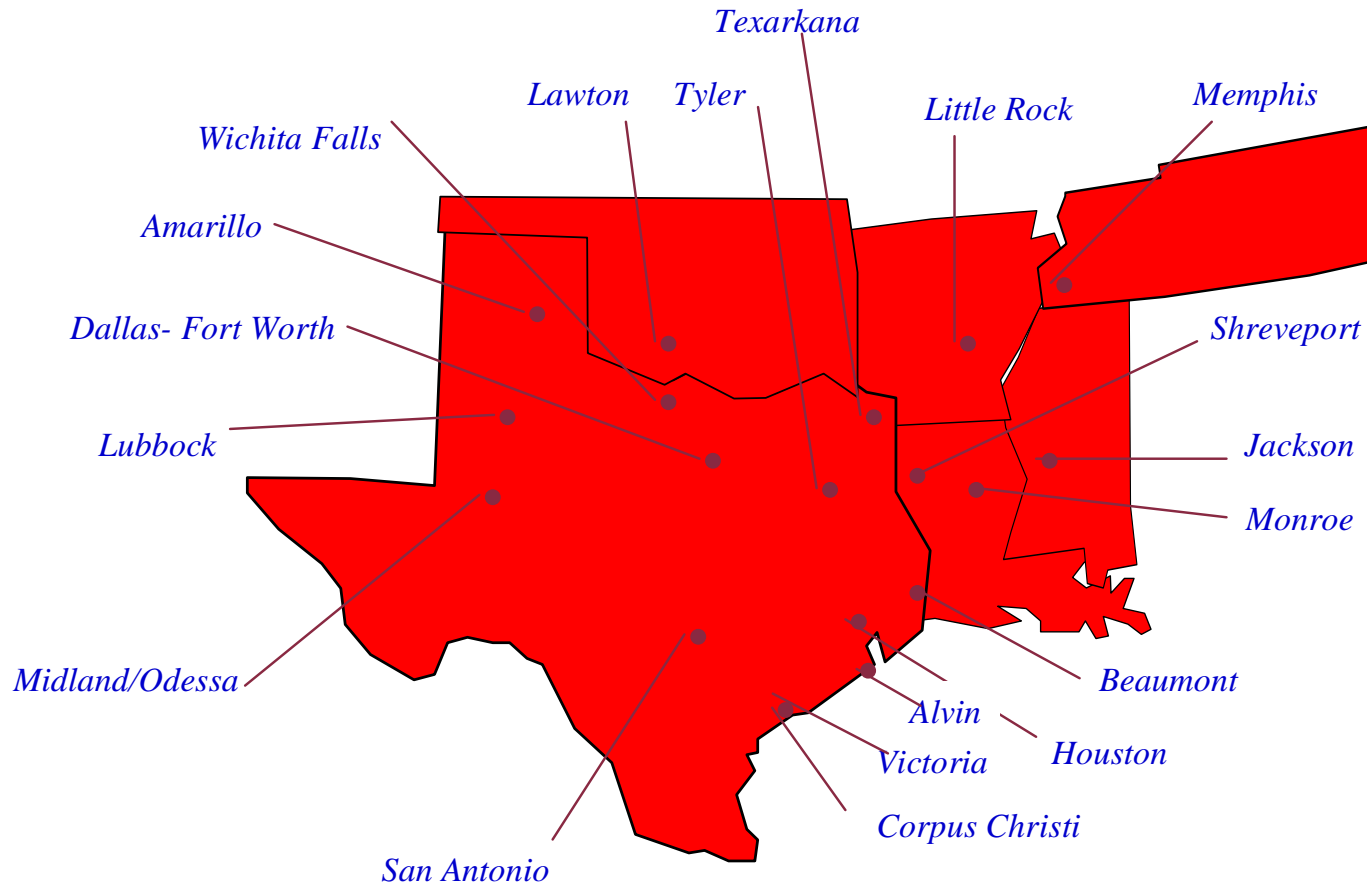 Texarkana
Lawton
Tyler
Little Rock
Memphis
Wichita Falls
Amarillo
Dallas- Fort Worth
Shreveport
Lubbock
Jackson
Monroe
Midland/Odessa
Beaumont
Alvin
Houston
Victoria
Corpus Christi
San Antonio